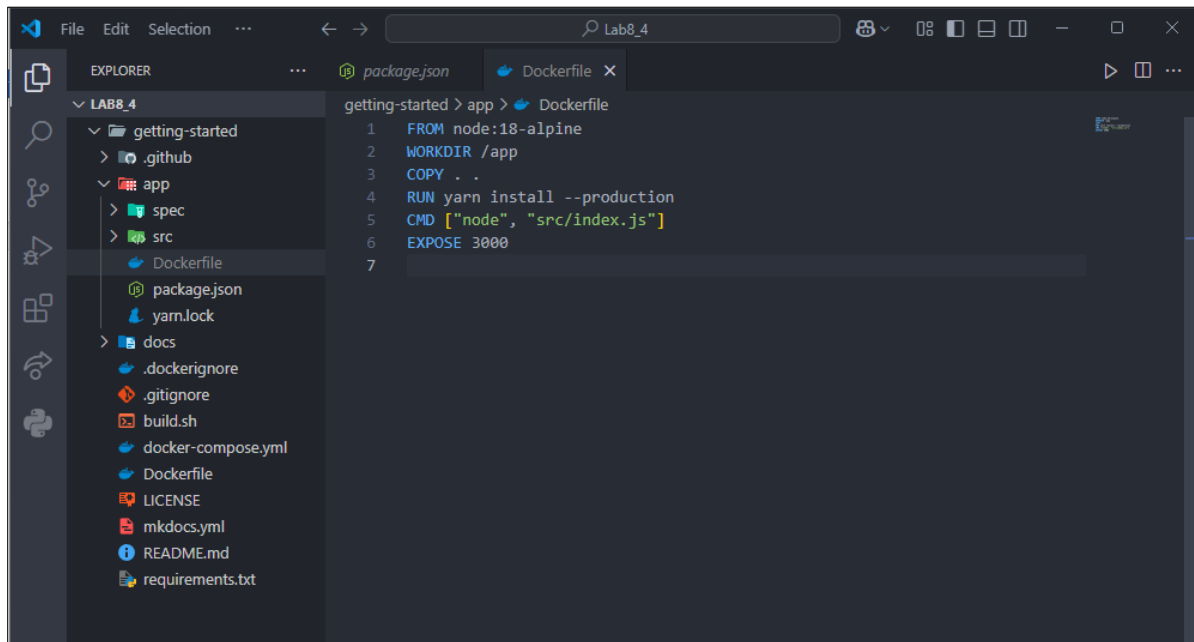 File Edit Selection ··· Lab8_4
EXPLORER ···
package.json
Dockerfile
LAB8_4
getting-started
.github
app
spec
src
Dockerfile
package.json
yarn.lock
docs
.dockerignore
.gitignore
build.sh
docker-compose.yml
Dockerfile
LICENSE
mkdocs.yml
README.md
requirements.txt
getting-started > app > Dockerfile
1 FROM node:18-alpine
2 WORKDIR /app
3 COPY . .
4 RUN yarn install --production
5 CMD ["node", "src/index.js"]
6 EXPOSE 3000
7